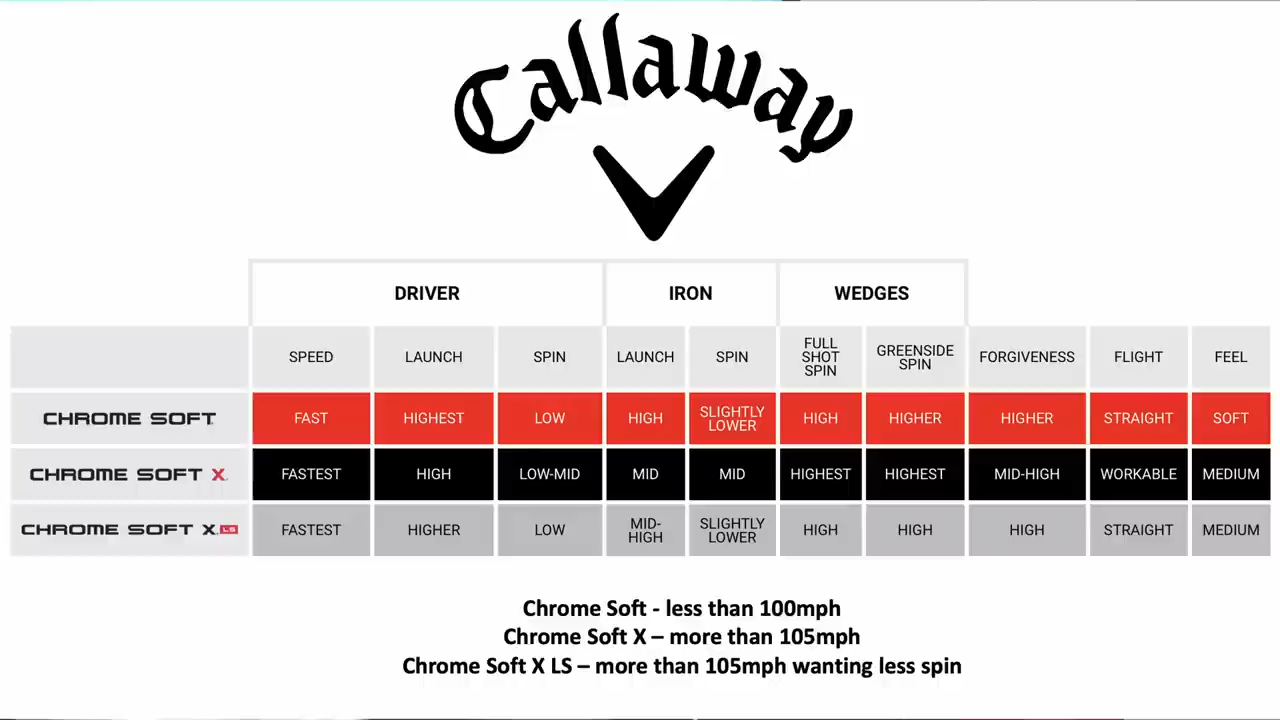 Callaway
DRIVER IRON WEDGES
SPEED LAUNCH SPIN LAUNCH SPIN FULL SHOT SPIN GREENSIDE SPIN FORGIVENESS FLIGHT FEEL
CHROME SOFT FAST HIGHEST LOW HIGH SLIGHTLY LOWER HIGH HIGHER HIGHER STRAIGHT SOFT
CHROME SOFT X FASTEST HIGH LOW-MID MID MID HIGHEST HIGHEST MID-HIGH WORKABLE MEDIUM
CHROME SOFT X LS FASTEST HIGHER LOW MID-HIGH SLIGHTLY LOWER HIGH HIGH HIGH STRAIGHT MEDIUM
Chrome Soft - less than 100mph
Chrome Soft X – more than 105mph
Chrome Soft X LS – more than 105mph wanting less spin